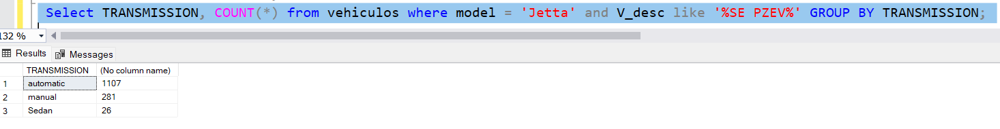 Select TRANSMISSION, COUNT(*) from vehiculos where model = 'Jetta' and V_desc like '%SE PZEV%' GROUP BY TRANSMISSION;
132 %
Results Messages
TRANSMISSION (No column name)
1 automatic 1107
2 manual 281
3 Sedan 26